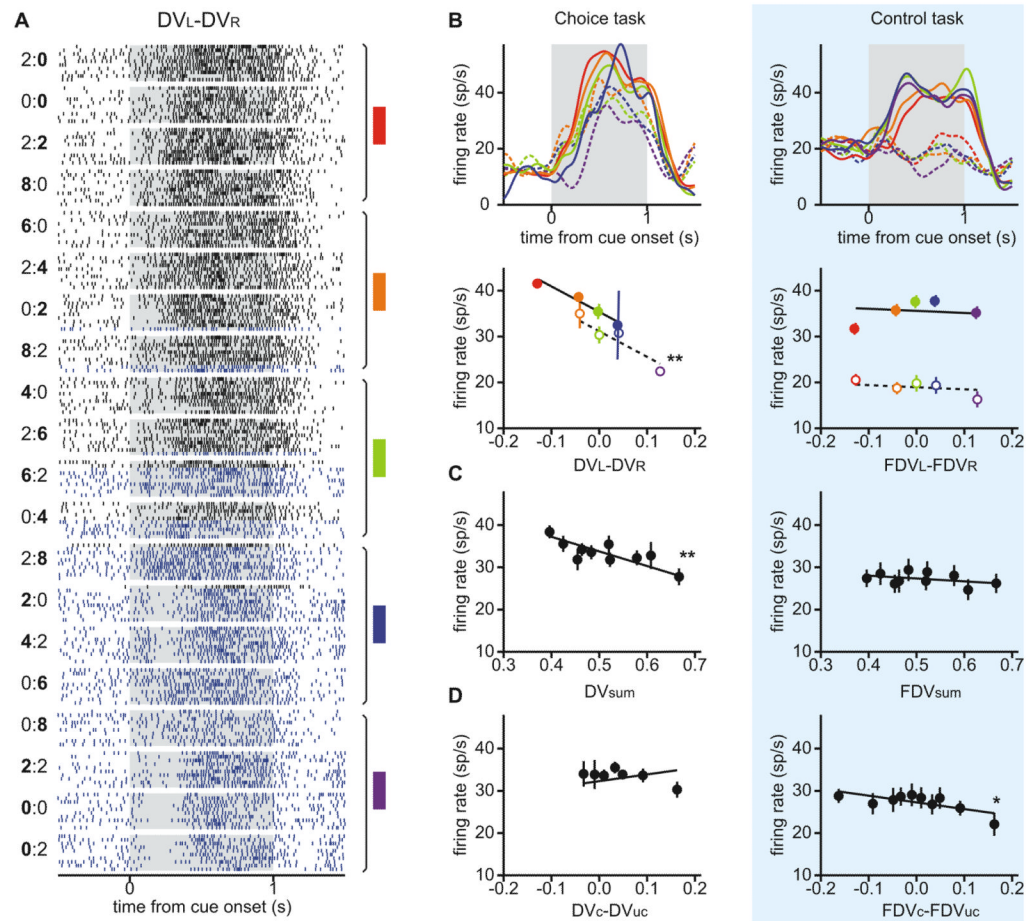 A
DVL-DVR
2:0
0:0
2:2
8:0
6:0
2:4
0:2
8:2
4:0
2:6
6:2
0:4
2:8
2:0
4:2
0:6
0:8
2:2
0:0
0:2
0 1
time from cue onset (s)
B
Choice task
Control task
firing rate (sp/s)
40
20
0
0 1
time from cue onset (s)
firing rate (sp/s)
40
20
0
0 1
time from cue onset (s)
firing rate (sp/s)
40
30
20
10
**
-0.2 -0.1 0.0 0.1 0.2
DVL-DVR
firing rate (sp/s)
40
30
20
10
-0.2 -0.1 0.0 0.1 0.2
FDVL-FDVR
C
firing rate (sp/s)
40
30
20
10
**
0.3 0.4 0.5 0.6 0.7
DVsum
firing rate (sp/s)
40
30
20
10
0.3 0.4 0.5 0.6 0.7
FDVsum
D
firing rate (sp/s)
40
30
20
10
-0.2 -0.1 0.0 0.1 0.2
DVc-DVuc
firing rate (sp/s)
40
30
20
10
*
-0.2 -0.1 0.0 0.1 0.2
FDVc-FDVuc